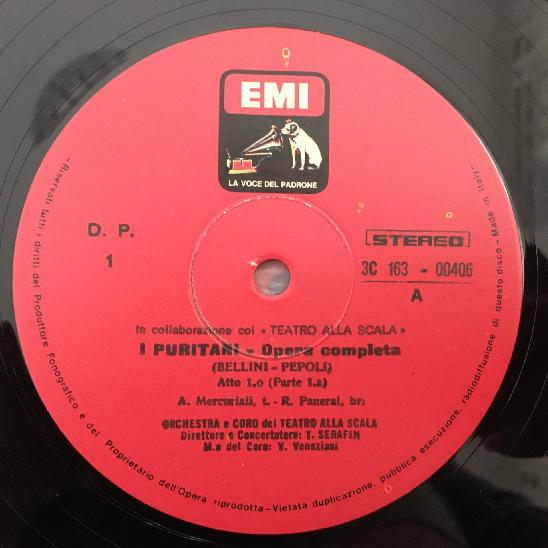 EMI
LA VOCE DEL PADRONE
D. P.
1
STEREO
3C 163 - 00406
A
In collaborazione col « TEATRO ALLA SCALA »
I PURITANI - Opera completa
(BELLINI - PEPOLI)
Atto 1.o (Parte 1.a)
A. Mercuriali, t. - R. Panerai, br:
ORCHESTRA e CORO del TEATRO ALLA SCALA
Direttore e Concertatore: T. SERAFIN
M.o del Coro: V. Veneziani
- Riservati tutti i diritti del Produttore Fonografico e del Proprietario dell'Opera riprodotta - Vietata duplicazione, pubblica esecuzione, radiodiffusione di questo disco - Made in Italy -